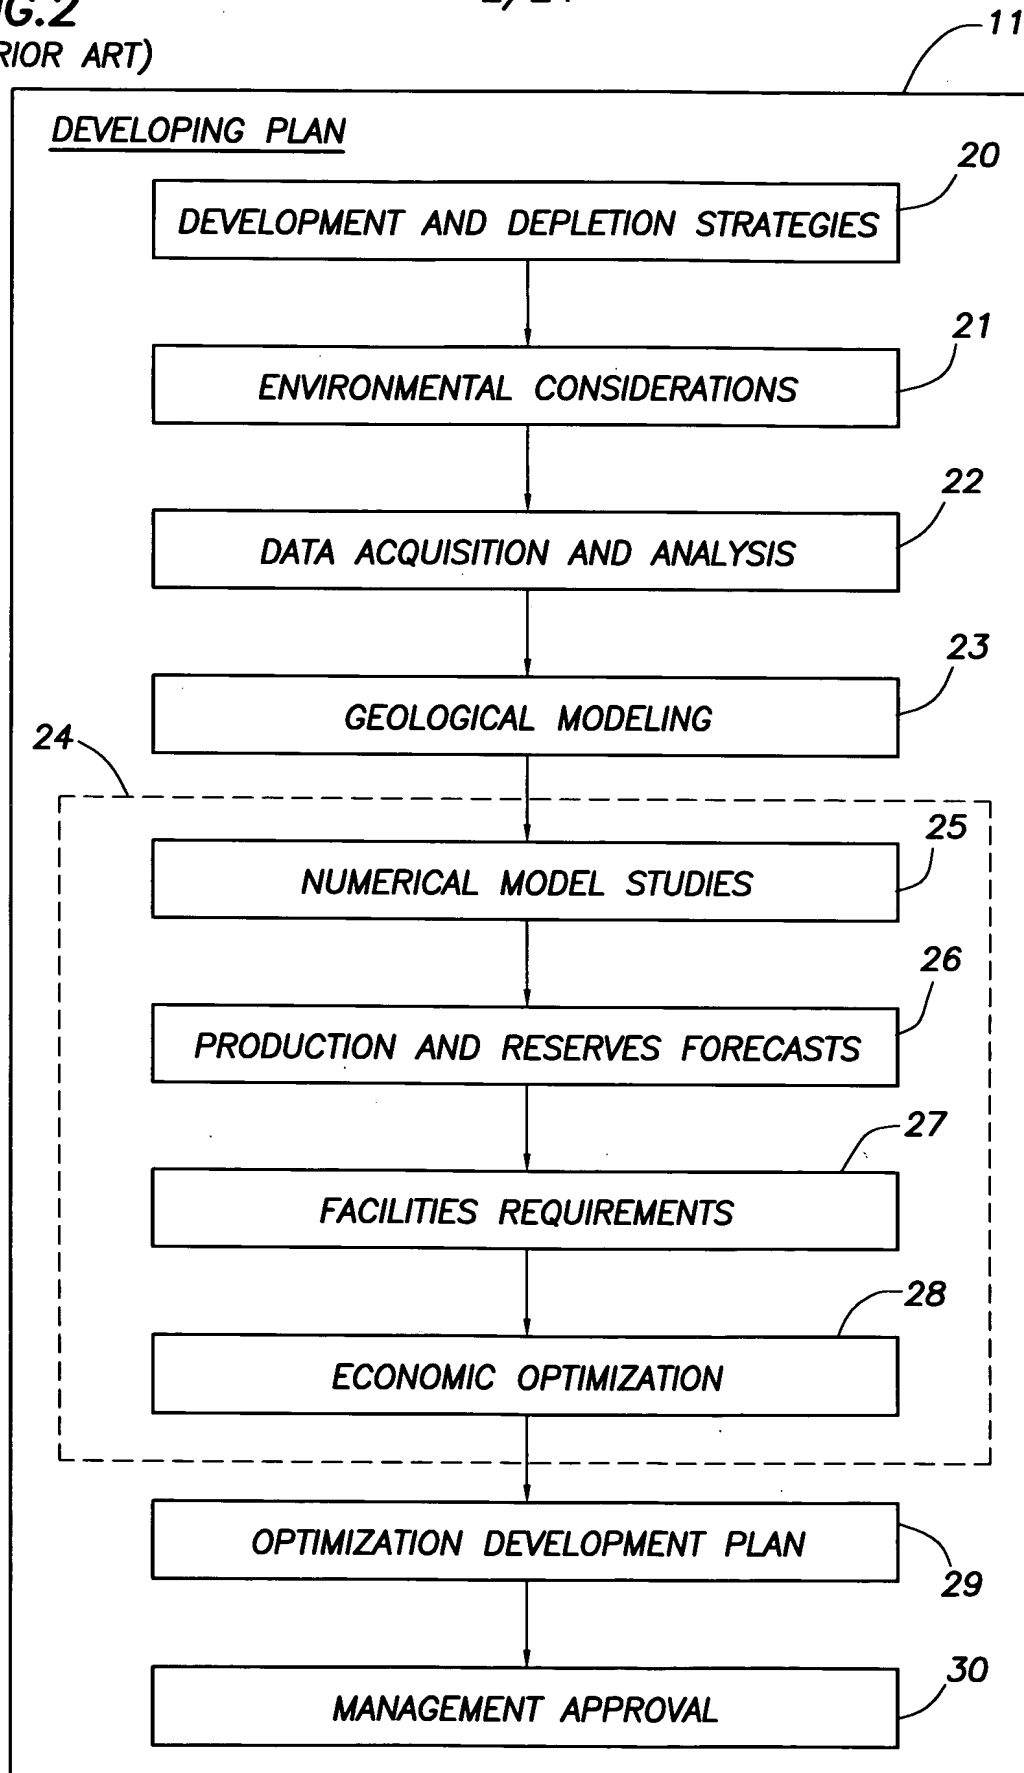 G.2
RIOR ART)
11
DEVELOPING PLAN
20
DEVELOPMENT AND DEPLETION STRATEGIES
21
ENVIRONMENTAL CONSIDERATIONS
22
DATA ACQUISITION AND ANALYSIS
23
GEOLOGICAL MODELING
24
25
NUMERICAL MODEL STUDIES
26
PRODUCTION AND RESERVES FORECASTS
27
FACILITIES REQUIREMENTS
28
ECONOMIC OPTIMIZATION
OPTIMIZATION DEVELOPMENT PLAN
29
30
MANAGEMENT APPROVAL